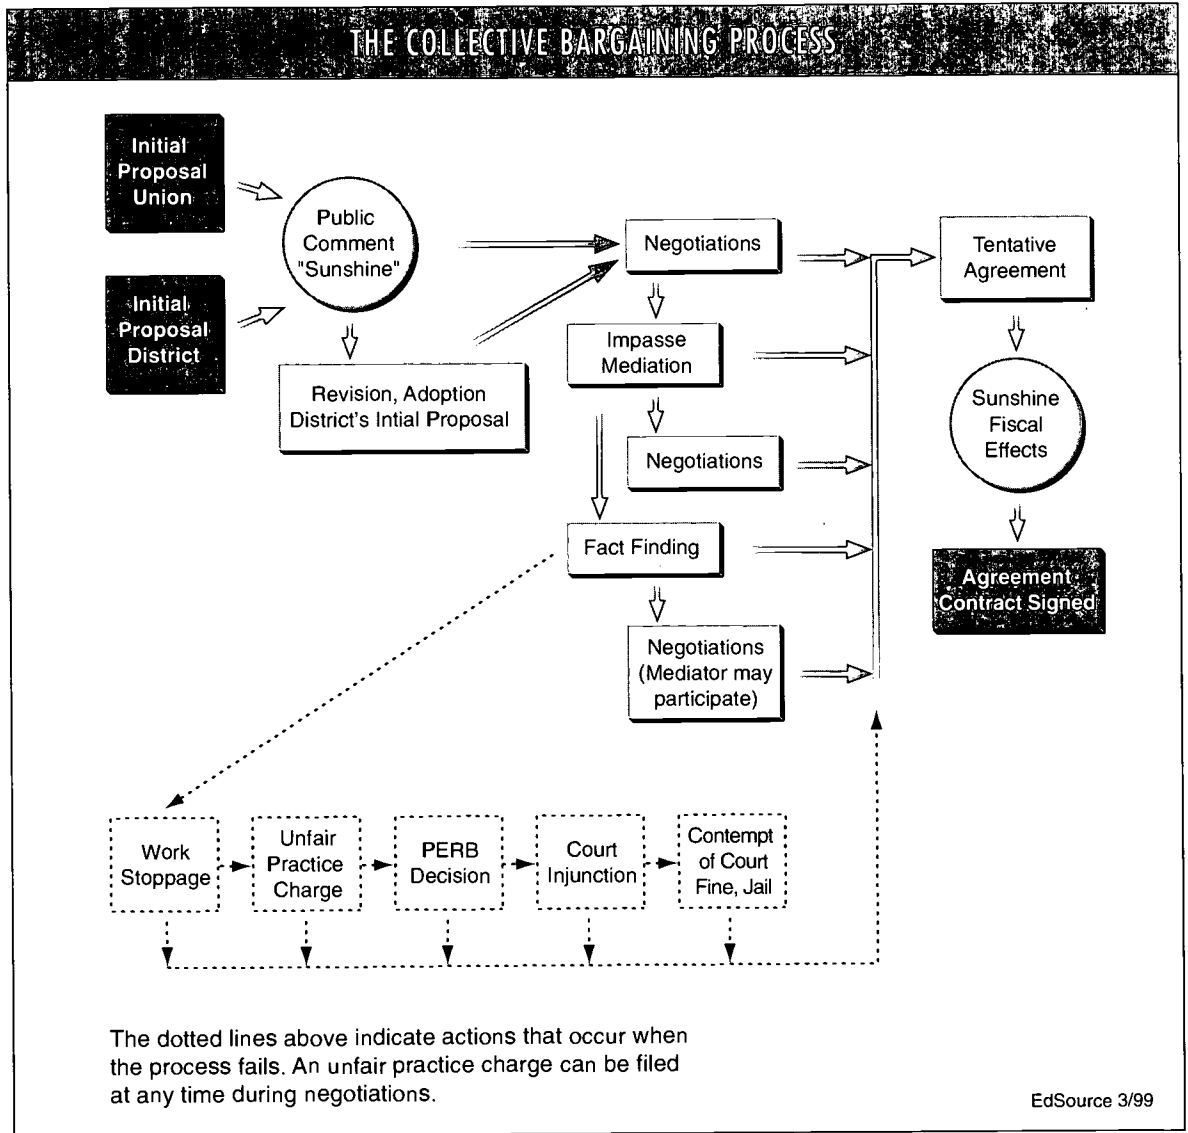 THE COLLECTIVE BARGAINING PROCESS
Initial
Proposal
Union
Initial
Proposal
District
Public
Comment
"Sunshine"
Revision, Adoption
District's Intial Proposal
Negotiations
Impasse
Mediation
Negotiations
Fact Finding
Negotiations
(Mediator may
participate)
Tentative
Agreement
Sunshine
Fiscal
Effects
Agreement
Contract Signed
Work
Stoppage
Unfair
Practice
Charge
PERB
Decision
Court
Injunction
Contempt
of Court
Fine, Jail
The dotted lines above indicate actions that occur when
the process fails. An unfair practice charge can be filed
at any time during negotiations.
EdSource 3/99